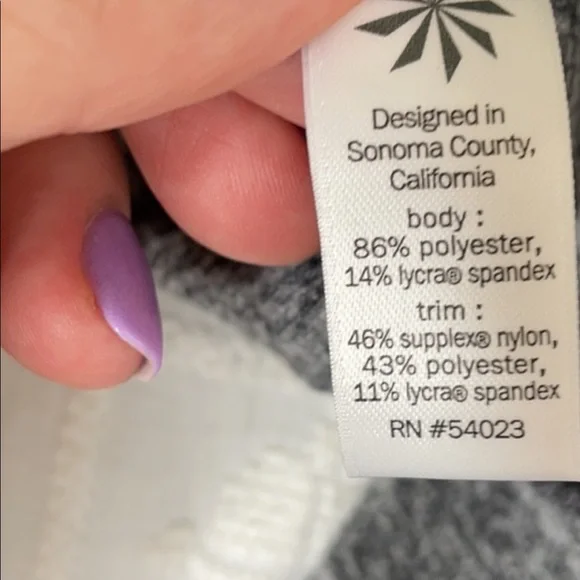 Designed in
Sonoma County,
California
body :
86% polyester,
14% lycra® spandex
trim :
46% supplex® nylon,
43% polyester,
11% lycra® spandex
RN #54023